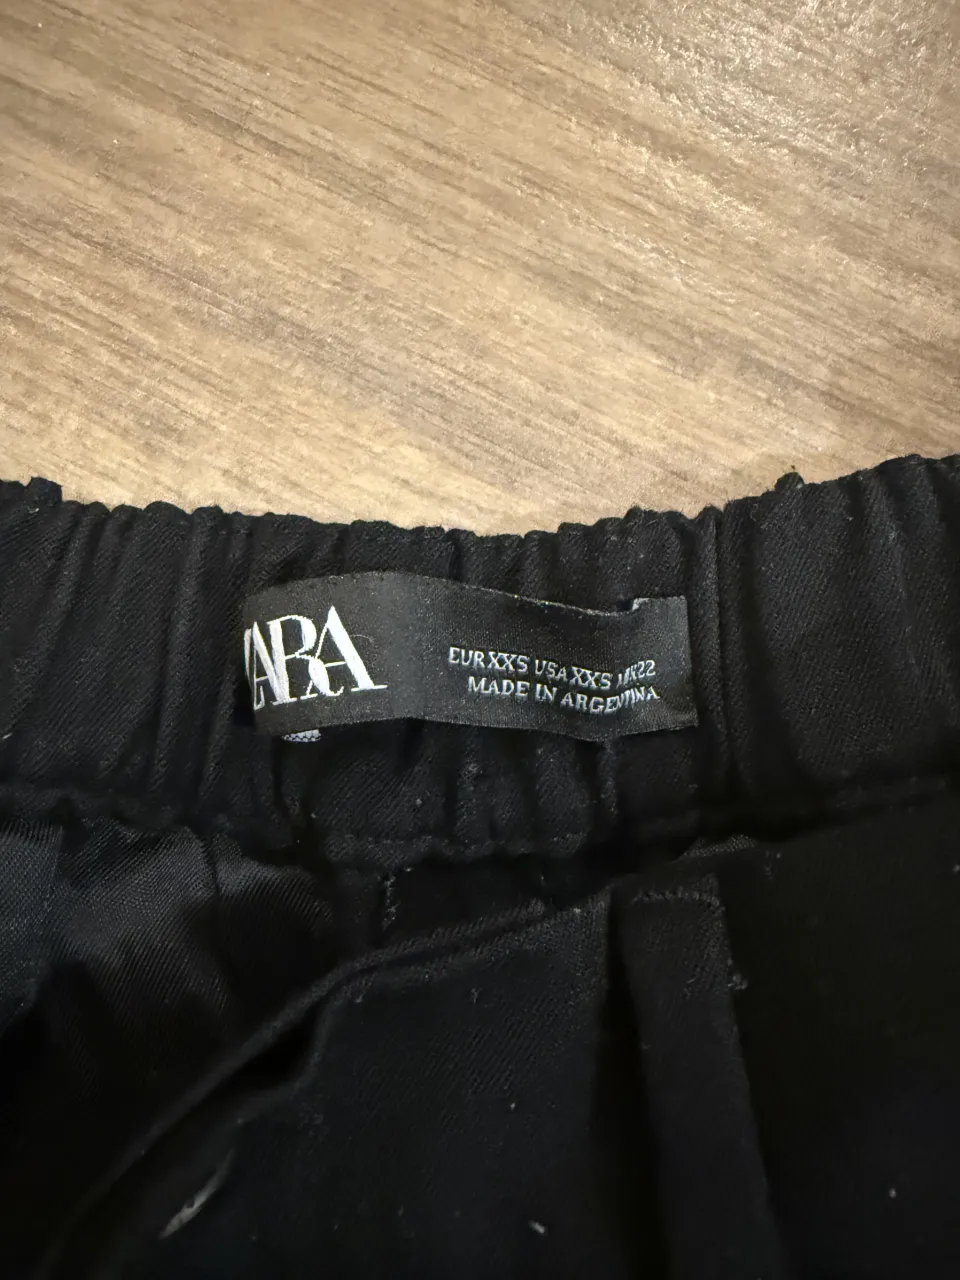 ZARA
EUR XXS USA XXS MEX 22
MADE IN ARGENTINA